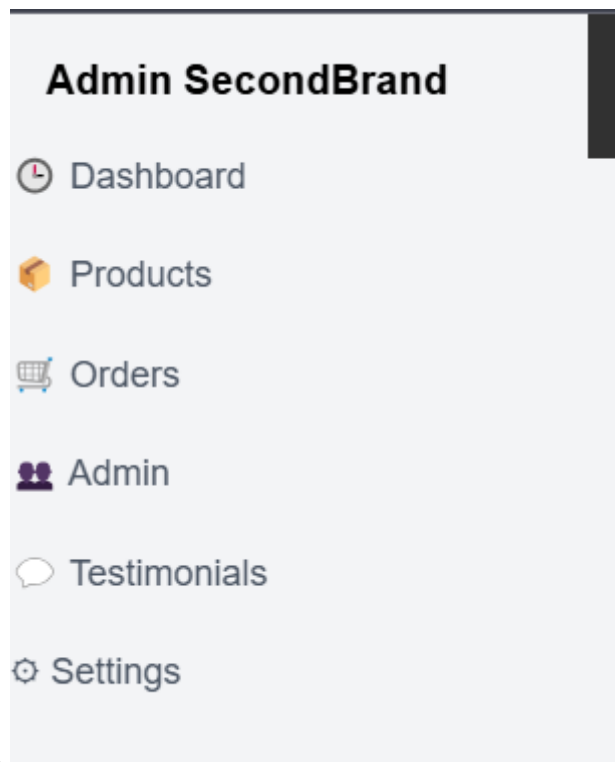 Admin SecondBrand
Dashboard
Products
Orders
Admin
Testimonials
Settings